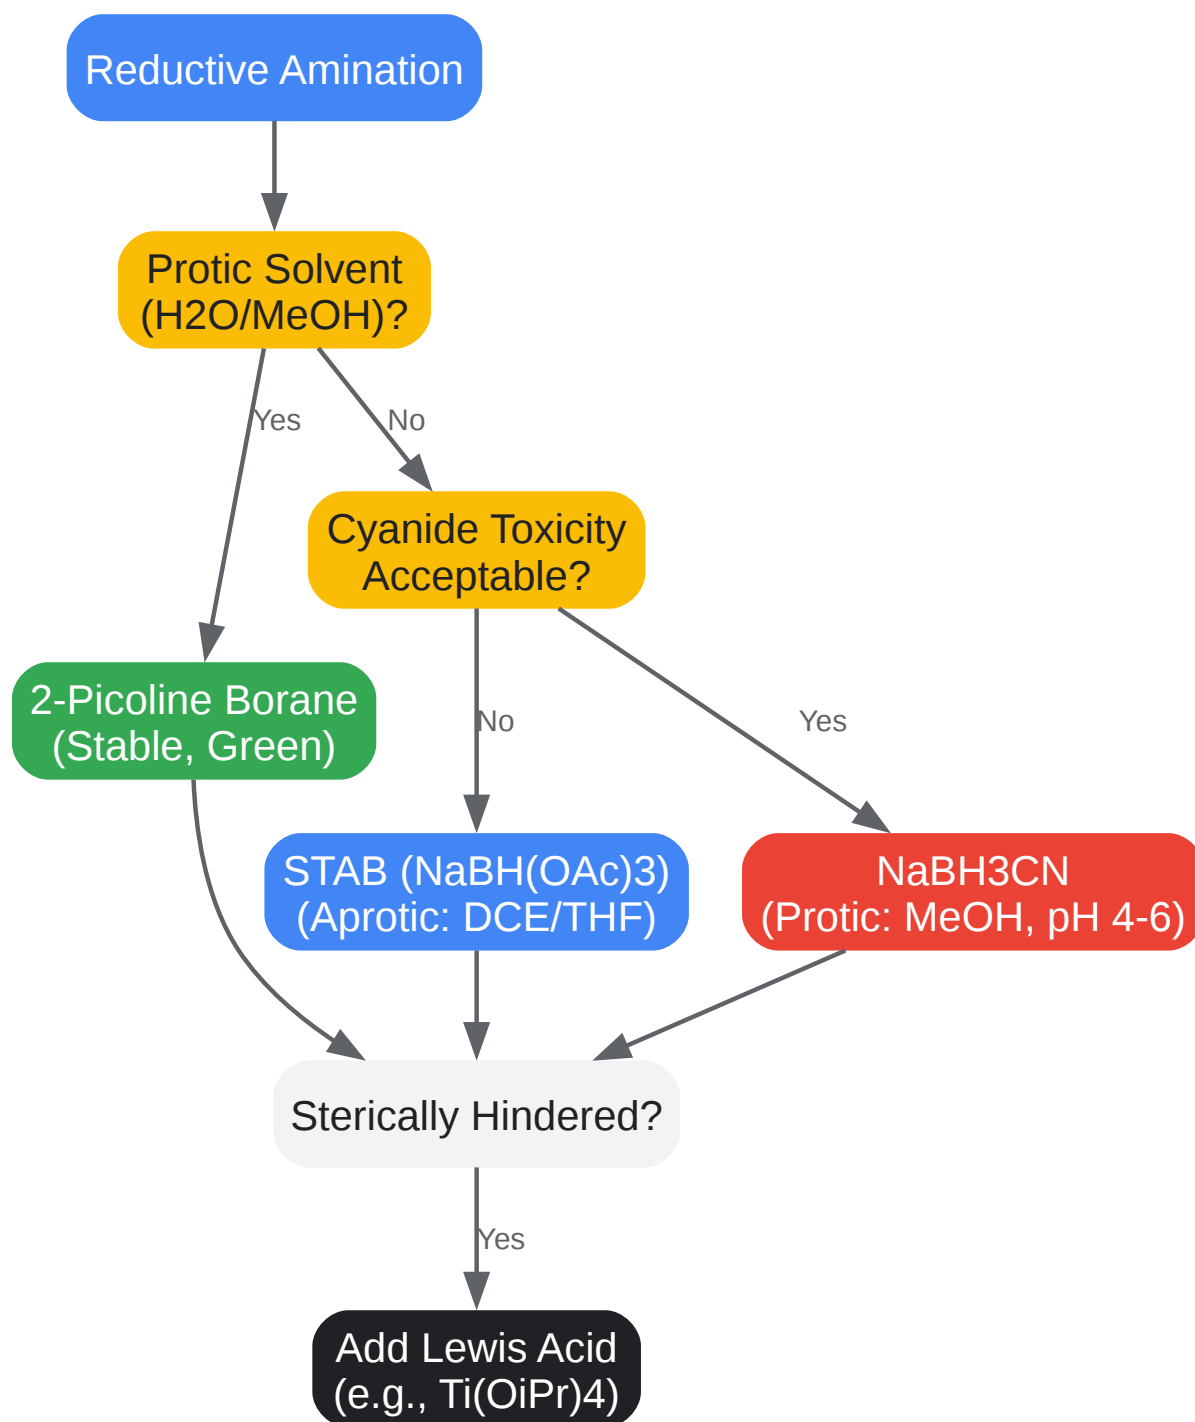 Reductive Amination
Protic Solvent
(H2O/MeOH)?
Yes
No
Cyanide Toxicity
Acceptable?
2-Picoline Borane
(Stable, Green)
No
Yes
STAB (NaBH(OAc)3)
(Aprotic: DCE/THF)
NaBH3CN
(Protic: MeOH, pH 4-6)
Sterically Hindered?
Yes
Add Lewis Acid
(e.g., Ti(OiPr)4)